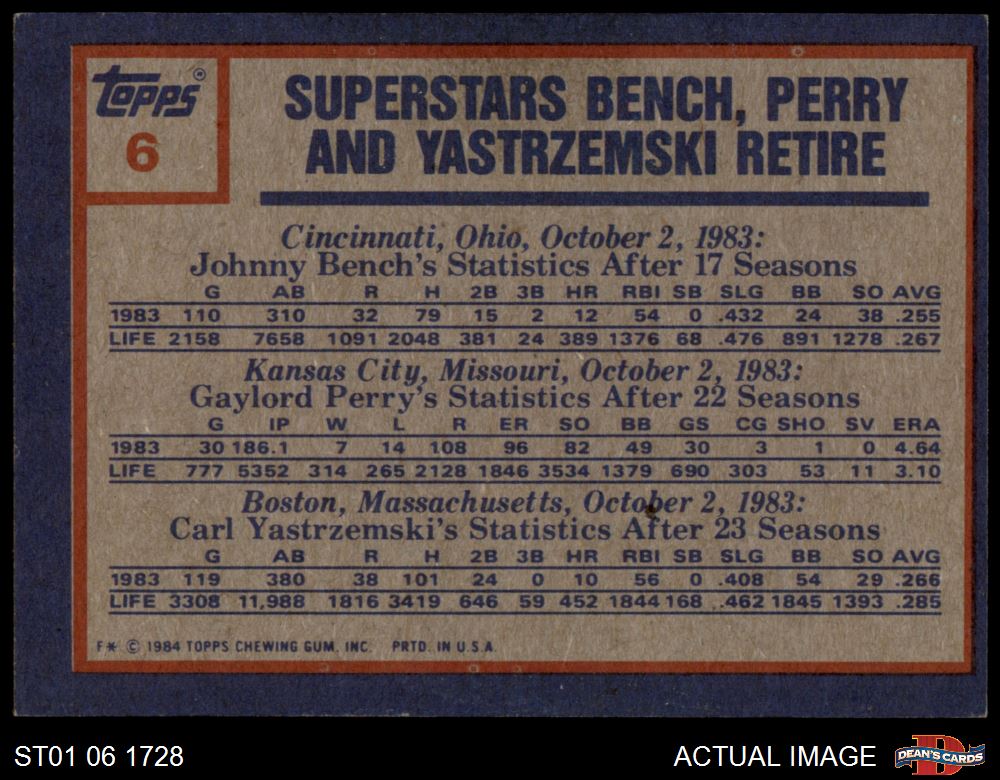 Topps®
6
SUPERSTARS BENCH, PERRY
AND YASTRZEMSKI RETIRE
Cincinnati, Ohio, October 2, 1983:
Johnny Bench's Statistics After 17 Seasons
G AB R H 2B 3B HR RBI SB SLG BB SO AVG
1983 110 310 32 79 15 2 12 54 0 .432 24 38 .255
LIFE 2158 7658 1091 2048 381 24 389 1376 68 .476 891 1278 .267
Kansas City, Missouri, October 2, 1983:
Gaylord Perry's Statistics After 22 Seasons
G IP W L R ER SO BB GS CG SHO SV ERA
1983 30 186.1 7 14 108 96 82 49 30 3 1 0 4.64
LIFE 777 5352 314 265 2128 1846 3534 1379 690 303 53 11 3.10
Boston, Massachusetts, October 2, 1983:
Carl Yastrzemski's Statistics After 23 Seasons
G AB R H 2B 3B HR RBI SB SLG BB SO AVG
1983 119 380 38 101 24 0 10 56 0 .408 54 29 .266
LIFE 3308 11,988 1816 3419 646 59 452 1844 168 .462 1845 1393 .285
F* © 1984 TOPPS CHEWING GUM, INC. PRTD. IN U.S.A.
ST01 06 1728
ACTUAL IMAGE
D
DEAN'S CARDS